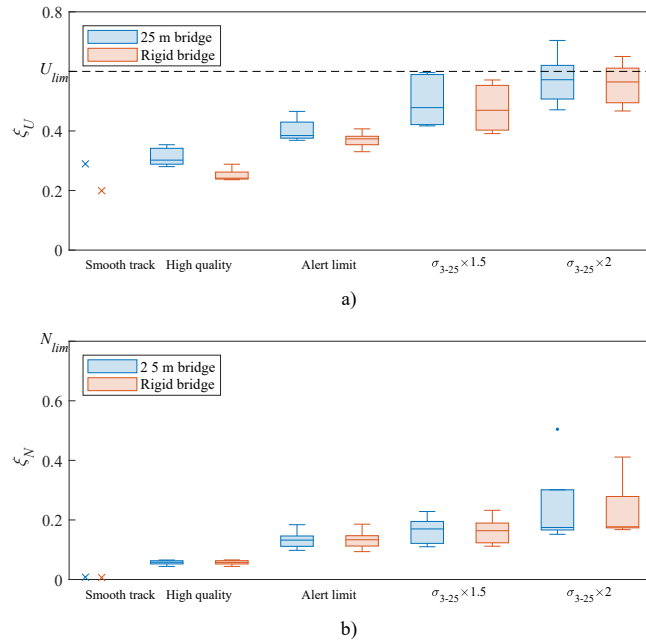 0.8
25 m bridge
Rigid bridge
U_lim
ξ_U
0.4
0.2
0
Smooth track High quality Alert limit σ_3-25×1.5 σ_3-25×2
a)
N_lim
2 5 m bridge
Rigid bridge
0.6
ξ_N
0.4
0.2
0
Smooth track High quality Alert limit σ_3-25×1.5 σ_3-25×2
b)